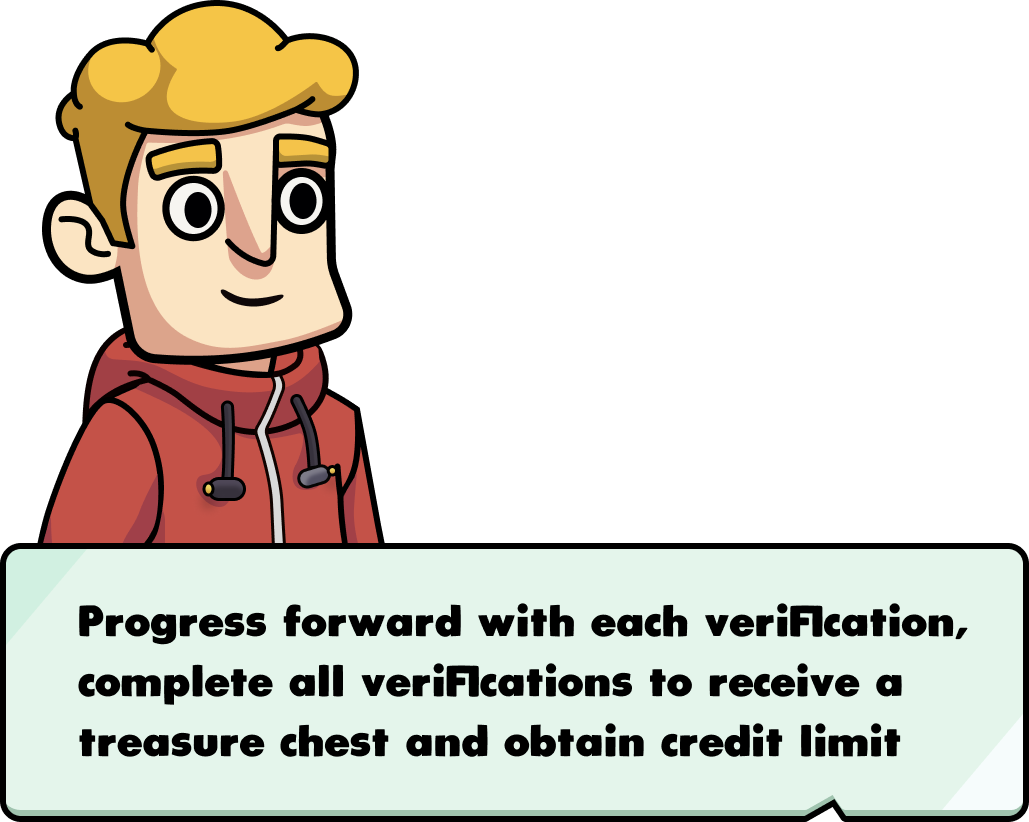 Progress forward with each verification,
complete all verifications to receive a
treasure chest and obtain credit limit